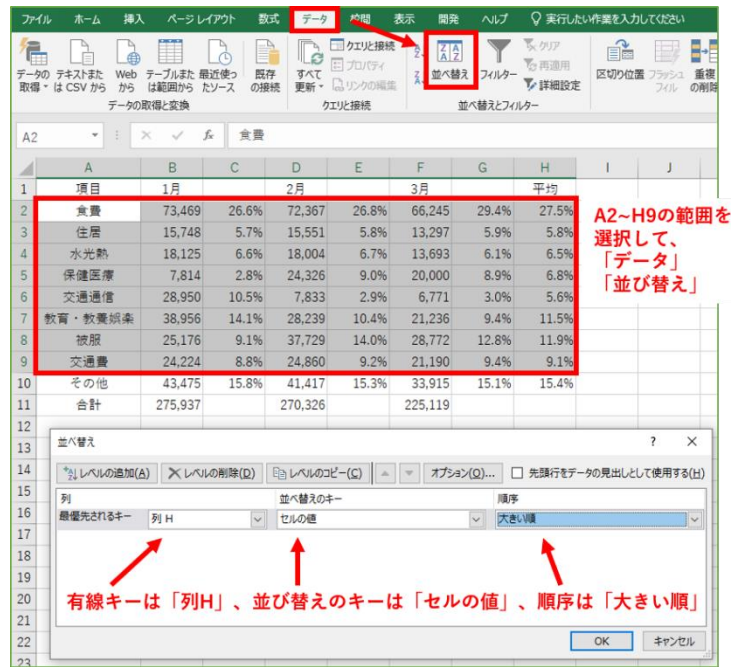 ファイル ホーム 挿入 ページ レイアウト 数式 データ 校閲 表示 開発 ヘルプ 実行したい作業を入力してください
データの取得 テキストまたは CSV から Web から テーブルまたは範囲から 最近使ったソース 既存の接続 すべて更新 クエリと接続 プロパティ リンクの編集 並べ替え フィルター クリア 再適用 詳細設定 区切り位置 フラッシュ フィル 重複の削除
データの取得と変換 クエリと接続 並べ替えとフィルター
A2 fx 食費
A B C D E F G H I J
1 項目 1月 2月 3月 平均
2 食費 73,469 26.6% 72,367 26.8% 66,245 29.4% 27.5%
3 住居 15,748 5.7% 15,551 5.8% 13,297 5.9% 5.8%
4 水光熱 18,125 6.6% 18,004 6.7% 13,693 6.1% 6.5%
5 保健医療 7,814 2.8% 24,326 9.0% 20,000 8.9% 6.8%
6 交通通信 28,950 10.5% 7,833 2.9% 6,771 3.0% 5.6%
7 教育・教養娯楽 38,956 14.1% 28,239 10.4% 21,236 9.4% 11.5%
8 被服 25,176 9.1% 37,729 14.0% 28,772 12.8% 11.9%
9 交通費 24,224 8.8% 24,860 9.2% 21,190 9.4% 9.1%
10 その他 43,475 15.8% 41,417 15.3% 33,915 15.1% 15.4%
11 合計 275,937 270,326 225,119
A2~H9の範囲を
選択して、
「データ」
「並び替え」
12
13
14
15
16
17
18
19
20
21
22
23
並べ替え ? ×
レベルの追加(A) レベルの削除(D) レベルのコピー(C) オプション(O)... 先頭行をデータの見出しとして使用する(H)
列 並べ替えのキー 順序
最優先されるキー 列 H セルの値 大きい順
有線キーは「列H」、並び替えのキーは「セルの値」、順序は「大きい順」
OK キャンセル